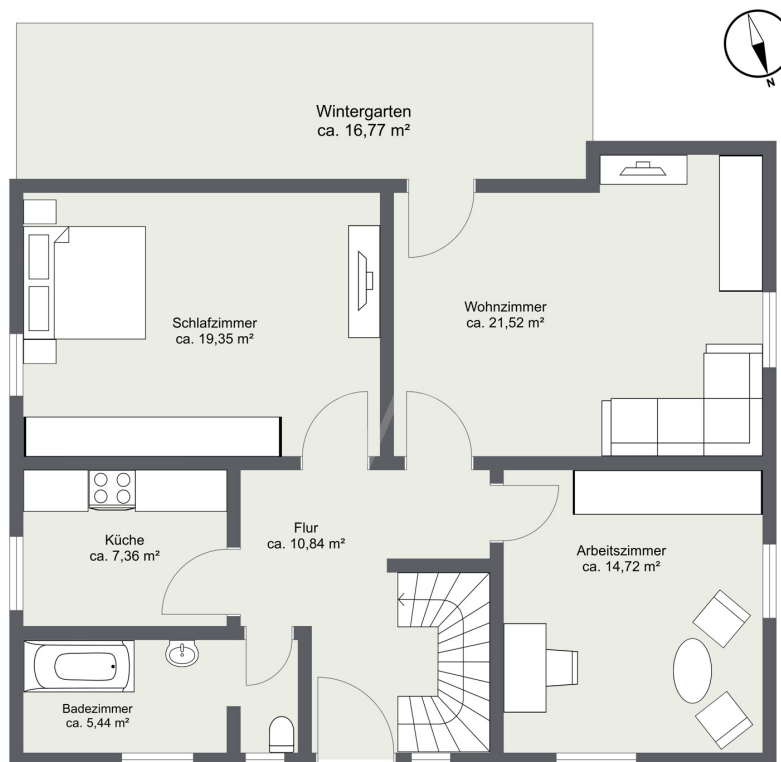 N
Wintergarten
ca. 16,77 m²
Schlafzimmer
ca. 19,35 m²
Wohnzimmer
ca. 21,52 m²
Küche
ca. 7,36 m²
Flur
ca. 10,84 m²
Arbeitszimmer
ca. 14,72 m²
Badezimmer
ca. 5,44 m²